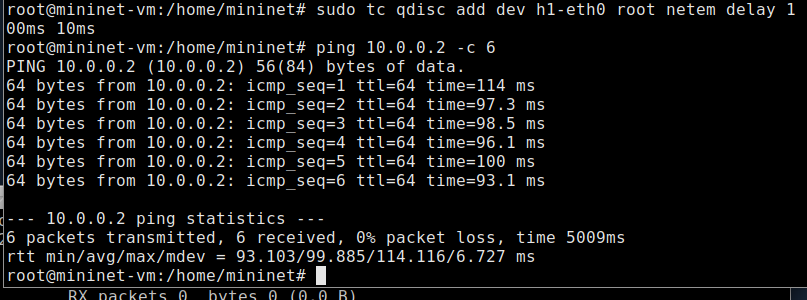 root@mininet-vm:/home/mininet# sudo tc qdisc add dev h1-eth0 root netem delay 1
00ms 10ms
root@mininet-vm:/home/mininet# ping 10.0.0.2 -c 6
PING 10.0.0.2 (10.0.0.2) 56(84) bytes of data.
64 bytes from 10.0.0.2: icmp_seq=1 ttl=64 time=114 ms
64 bytes from 10.0.0.2: icmp_seq=2 ttl=64 time=97.3 ms
64 bytes from 10.0.0.2: icmp_seq=3 ttl=64 time=98.5 ms
64 bytes from 10.0.0.2: icmp_seq=4 ttl=64 time=96.1 ms
64 bytes from 10.0.0.2: icmp_seq=5 ttl=64 time=100 ms
64 bytes from 10.0.0.2: icmp_seq=6 ttl=64 time=93.1 ms
--- 10.0.0.2 ping statistics ---
6 packets transmitted, 6 received, 0% packet loss, time 5009ms
rtt min/avg/max/mdev = 93.103/99.885/114.116/6.727 ms
root@mininet-vm:/home/mininet#
RX packets 0 bytes 0 (0.0 B)